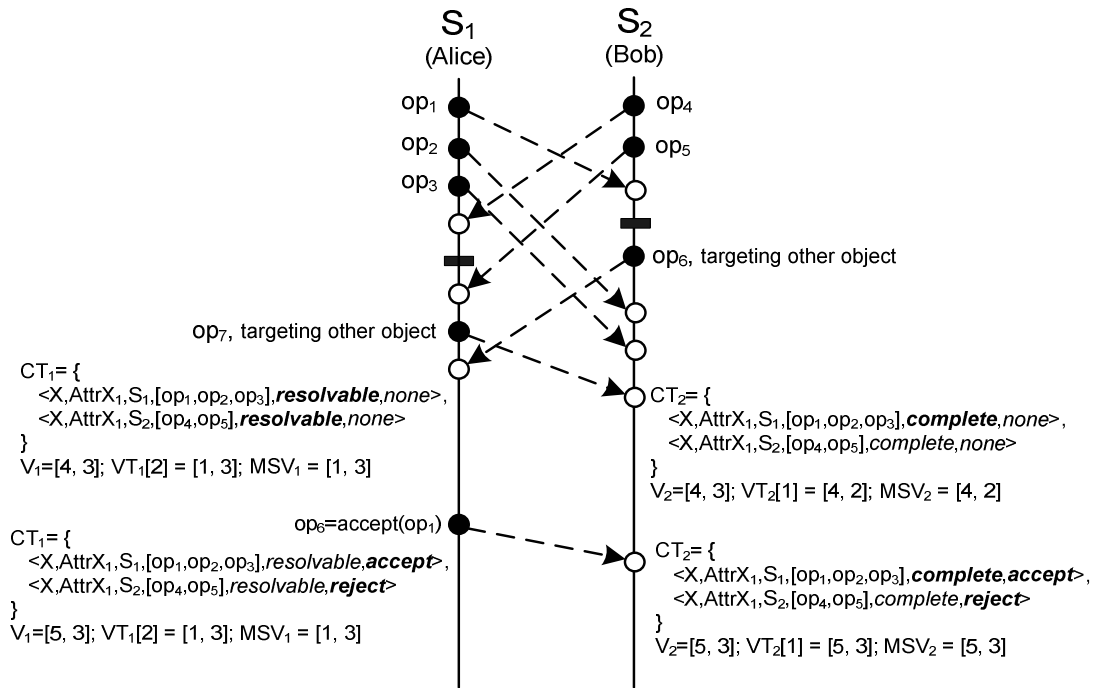 S₁
(Alice)
S₂
(Bob)
op₁
op₄
op₂
op₅
op₃
op₆, targeting other object
op₇, targeting other object
CT₁= {
<X,AttrX₁,S₁,[op₁,op₂,op₃],resolvable,none>,
<X,AttrX₁,S₂,[op₄,op₅],resolvable,none>
}
V₁=[4, 3]; VT₁[2] = [1, 3]; MSV₁ = [1, 3]
CT₂= {
<X,AttrX₁,S₁,[op₁,op₂,op₃],complete,none>,
<X,AttrX₁,S₂,[op₄,op₅],complete,none>
}
V₂=[4, 3]; VT₂[1] = [4, 2]; MSV₂ = [4, 2]
op₆=accept(op₁)
CT₁= {
<X,AttrX₁,S₁,[op₁,op₂,op₃],resolvable,accept>,
<X,AttrX₁,S₂,[op₄,op₅],resolvable,reject>
}
V₁=[5, 3]; VT₁[2] = [1, 3]; MSV₁ = [1, 3]
CT₂= {
<X,AttrX₁,S₁,[op₁,op₂,op₃],complete,accept>,
<X,AttrX₁,S₂,[op₄,op₅],complete,reject>
}
V₂=[5, 3]; VT₂[1] = [5, 3]; MSV₂ = [5, 3]